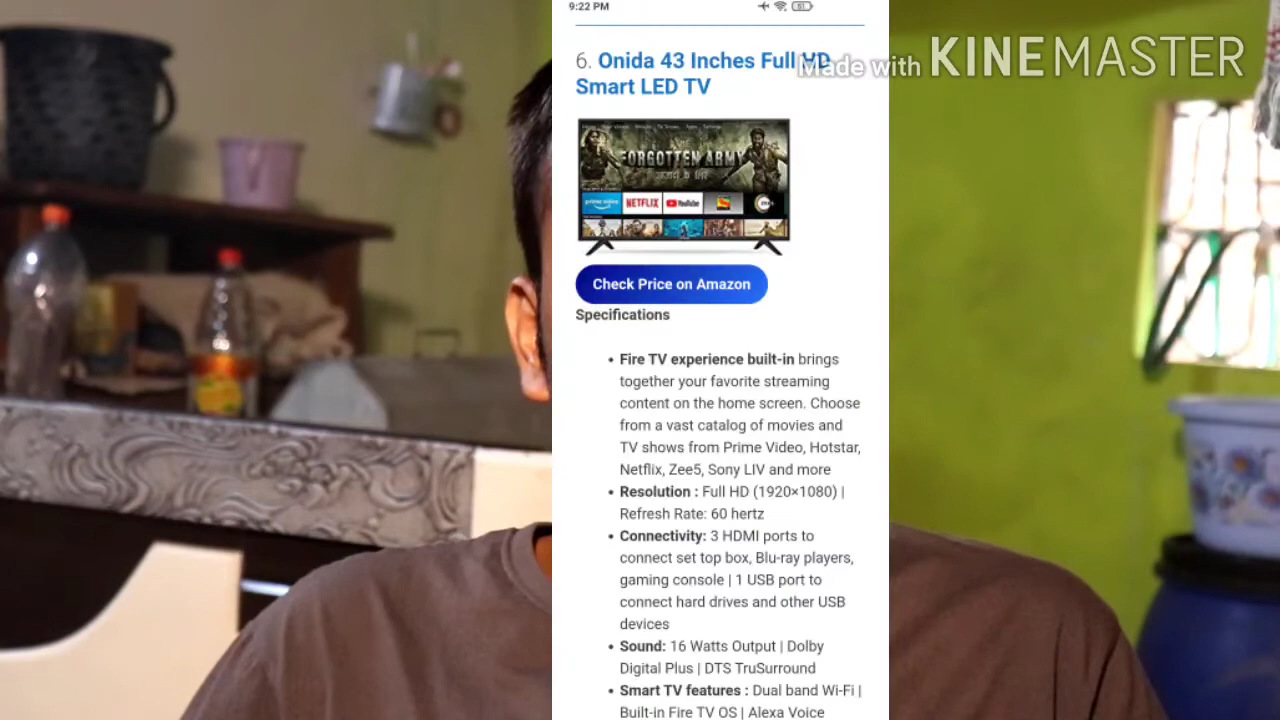 9:22 PM
51
Made with KINEMASTER
6. Onida 43 Inches Full HD
Smart LED TV
FORGOTTEN ARMY
आज़ादी के लिए
prime video NETFLIX YouTube
Check Price on Amazon
Specifications
• Fire TV experience built-in brings
together your favorite streaming
content on the home screen. Choose
from a vast catalog of movies and
TV shows from Prime Video, Hotstar,
Netflix, Zee5, Sony LIV and more
• Resolution : Full HD (1920×1080) |
Refresh Rate: 60 hertz
• Connectivity: 3 HDMI ports to
connect set top box, Blu-ray players,
gaming console | 1 USB port to
connect hard drives and other USB
devices
• Sound: 16 Watts Output | Dolby
Digital Plus | DTS TruSurround
• Smart TV features : Dual band Wi-Fi |
Built-in Fire TV OS | Alexa Voice